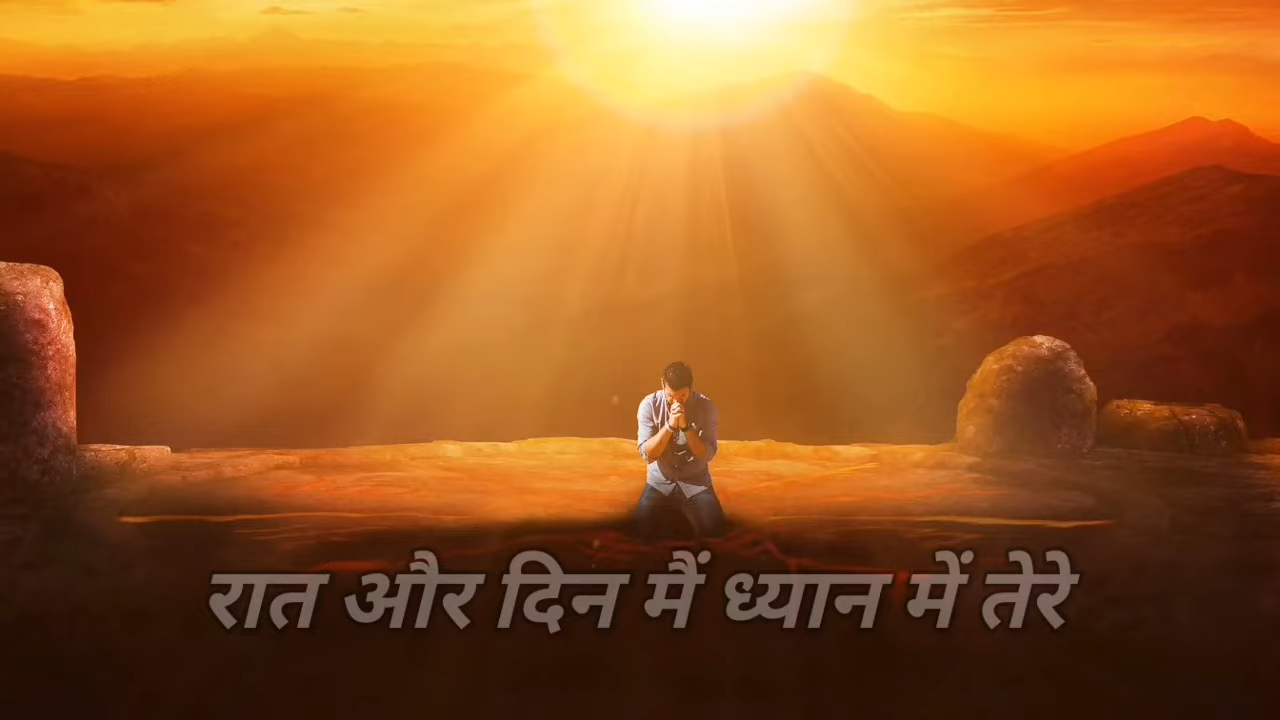 रात और दिन मैं ध्यान में तेरे